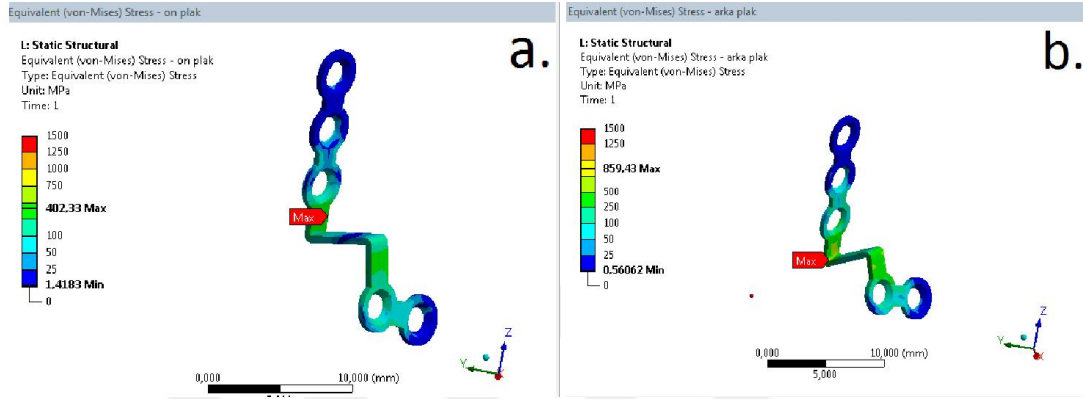 Equivalent (von-Mises) Stress - on plak
a.
L: Static Structural
Equivalent (von-Mises) Stress - on plak
Type: Equivalent (von-Mises) Stress
Unit: MPa
Time: 1
1500
1250
1000
750
402,33 Max
100
50
25
1,4183 Min
0
Max
Z
Y
0,000
10,000 (mm)
Equivalent (von-Mises) Stress - arka plak
b.
L: Static Structural
Equivalent (von-Mises) Stress - arka plak
Type: Equivalent (von-Mises) Stress
Unit: MPa
Time: 1
1500
1250
859,43 Max
500
250
100
50
25
0,56062 Min
0
Max
Z
Y
X
0,000
10,000 (mm)
5,000